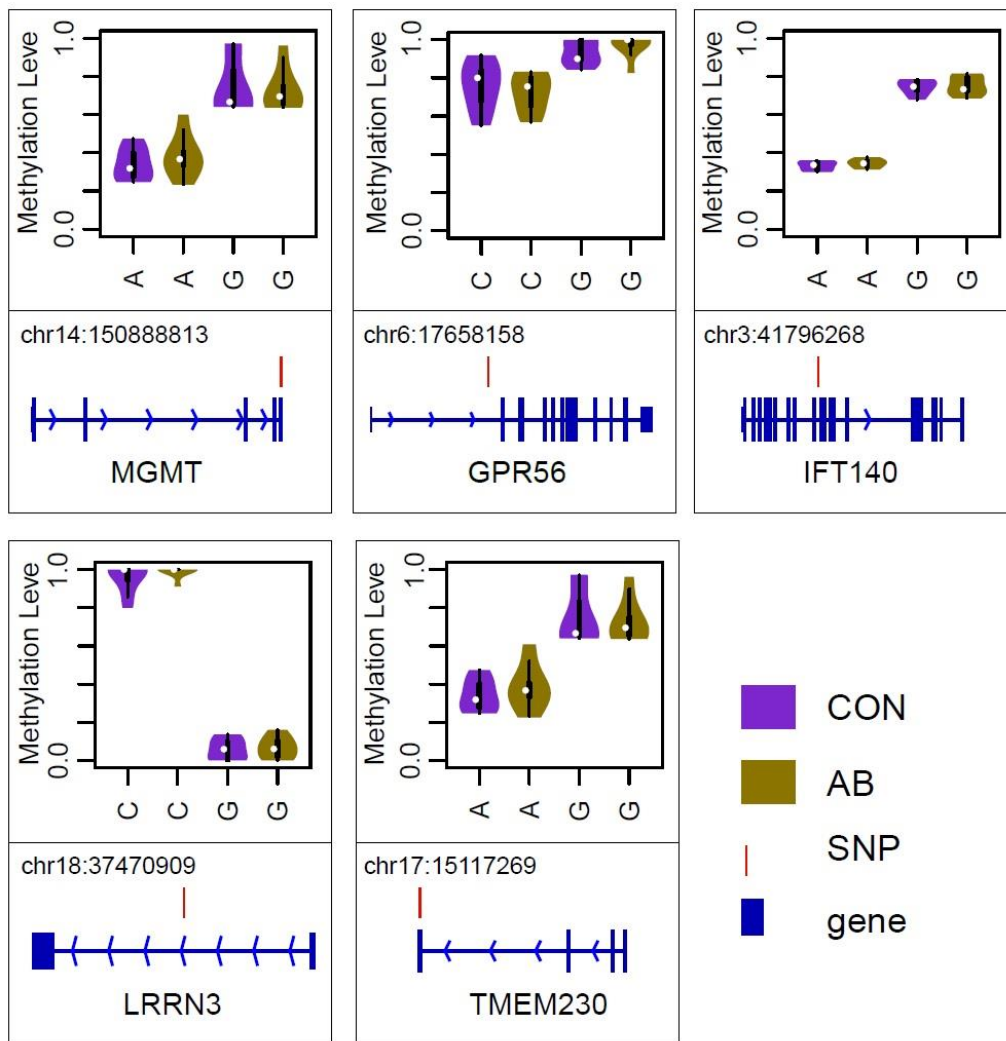 Methylation Leve
1.0
0.0
A A G G
chr14:150888813
MGMT
Methylation Leve
1.0
0.0
C C G G
chr6:17658158
GPR56
Methylation Leve
1.0
0.0
A A G G
chr3:41796268
IFT140
Methylation Leve
1.0
0.0
C C G G
chr18:37470909
LRRN3
Methylation Leve
1.0
0.0
A A G G
chr17:15117269
TMEM230
CON
AB
SNP
gene